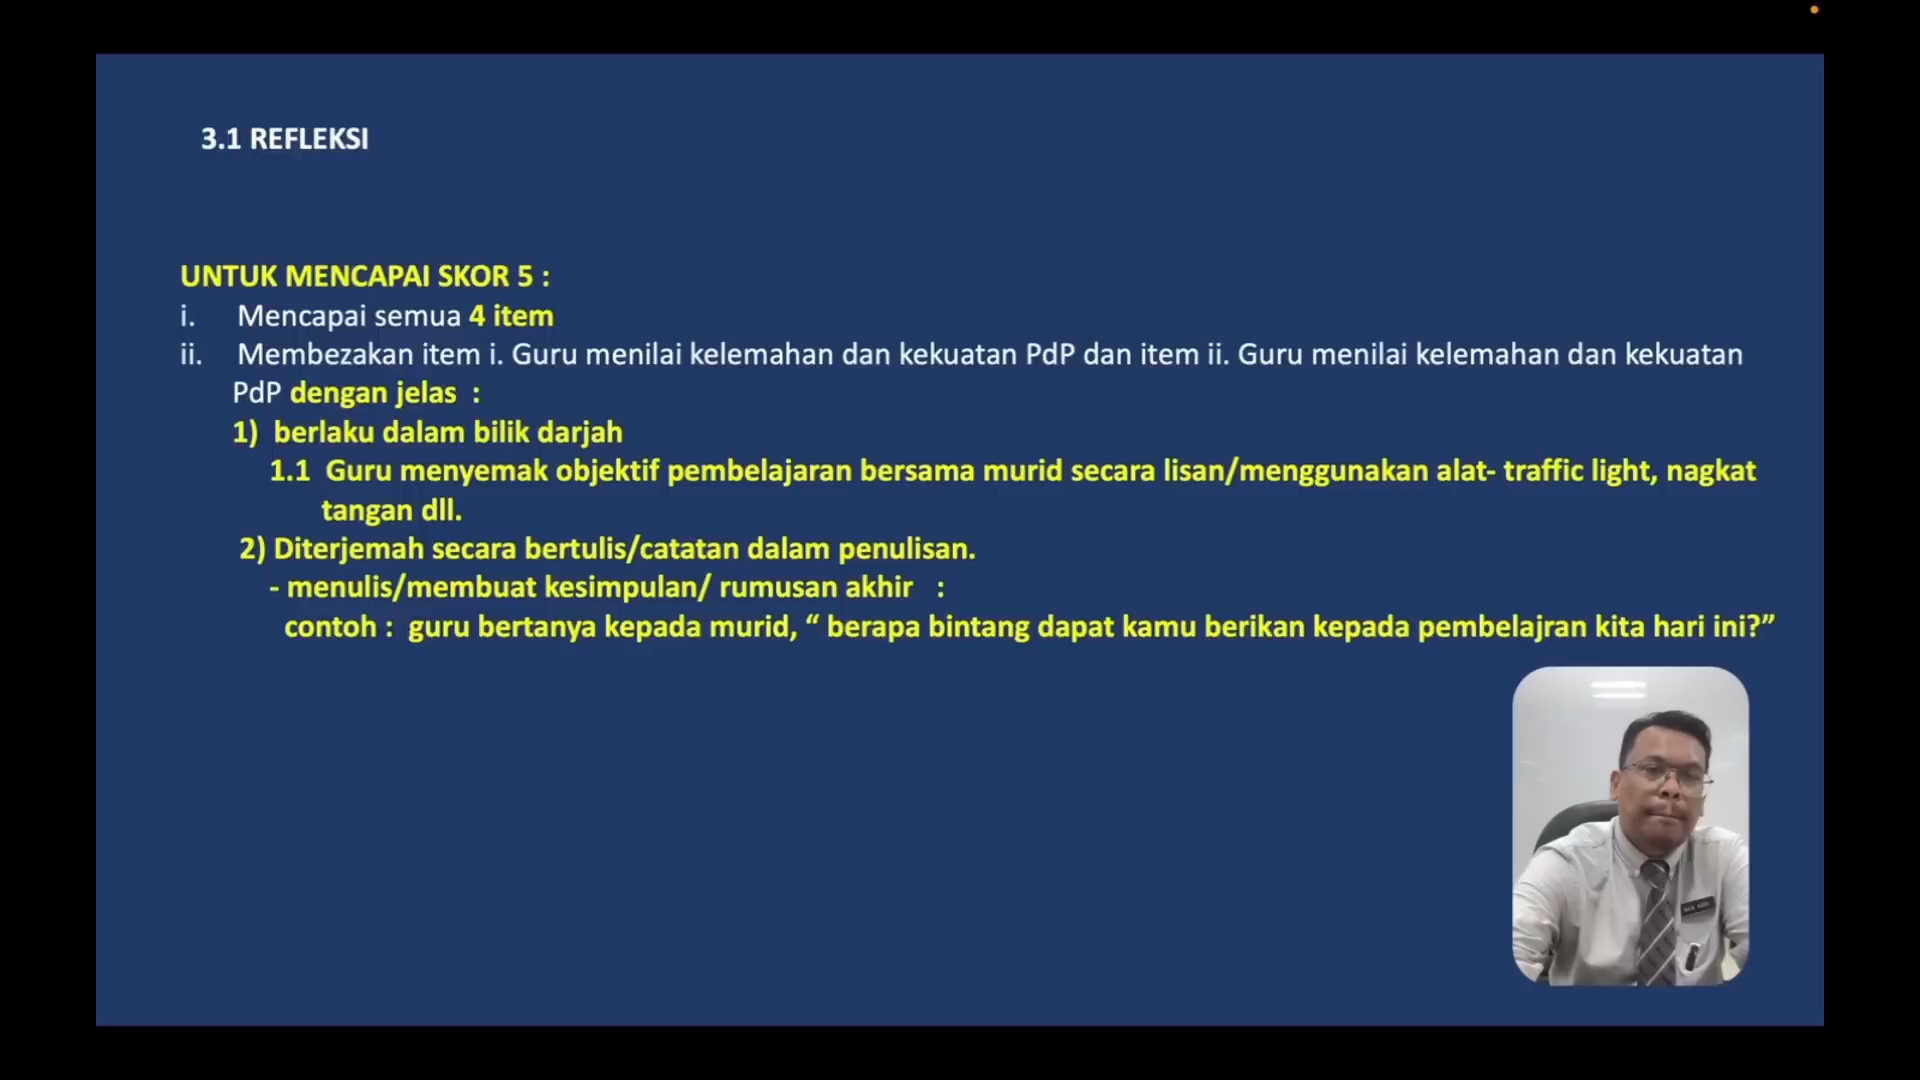 3.1 REFLEKSI
UNTUK MENCAPAI SKOR 5 :
i. Mencapai semua 4 item
ii. Membezakan item i. Guru menilai kelemahan dan kekuatan PdP dan item ii. Guru menilai kelemahan dan kekuatan
PdP dengan jelas :
1) berlaku dalam bilik darjah
1.1 Guru menyemak objektif pembelajaran bersama murid secara lisan/menggunakan alat- traffic light, nagkat
tangan dll.
2) Diterjemah secara bertulis/catatan dalam penulisan.
- menulis/membuat kesimpulan/ rumusan akhir :
contoh : guru bertanya kepada murid, “ berapa bintang dapat kamu berikan kepada pembelajran kita hari ini?”